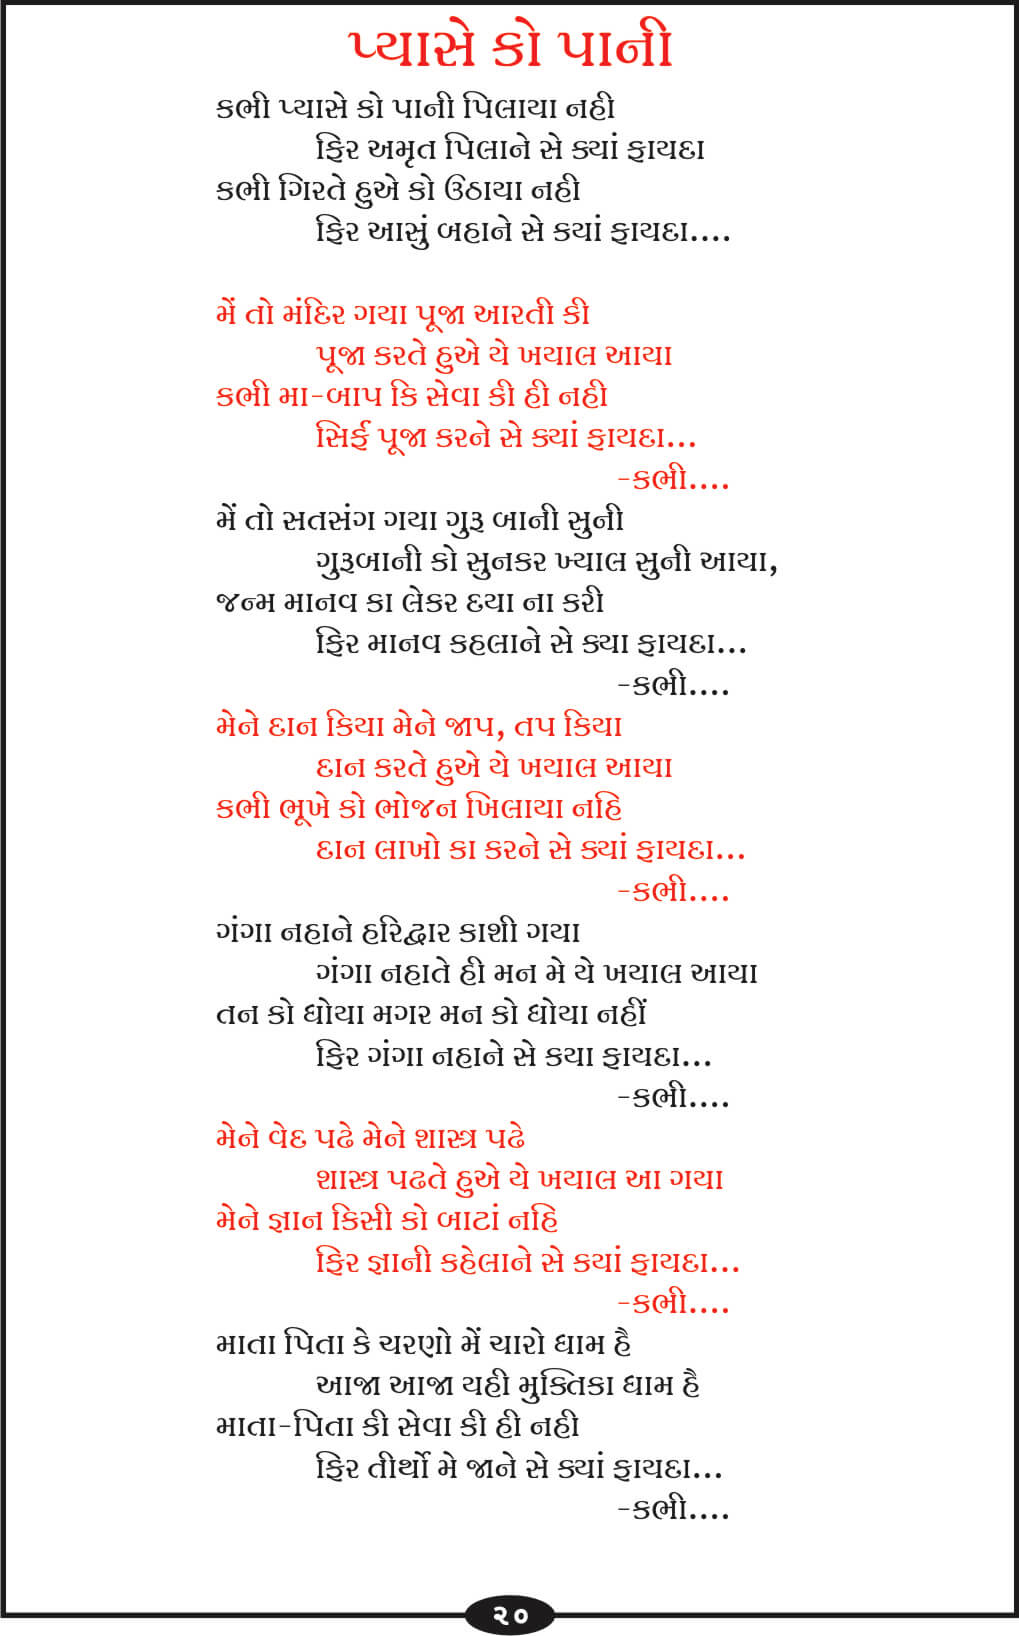 પ્યાસે કો પાની
કભી પ્યાસે કો પાની પિલાયા નહી
ફિર અમૃત પિલાને સે ક્યાં ફાયદા
કભી ગિરતે હુએ કો ઉઠાયા નહી
ફિર આસું બહાને સે કયાં ફાયદા....
મેં તો મંદિર ગયા પૂજા આરતી કી
પૂજા કરતે હુએ યે ખયાલ આયા
કભી મા-બાપ કિ સેવા કી હી નહી
સિર્ફ પૂજા કરને સે ક્યાં ફાયદા...
-કભી....
મેં તો સતસંગ ગયા ગુરૂ બાની સુની
ગુરૂબાની કો સુનકર ખ્યાલ સુની આયા,
જન્મ માનવ કા લેકર દયા ના કરી
ફિર માનવ કહલાને સે ક્યા ફાયદા...
-કભી....
મેને દાન કિયા મેને જાપ, તપ કિયા
દાન કરતે હુએ યે ખયાલ આયા
કભી ભૂખે કો ભોજન ખિલાયા નહિ
દાન લાખો કા કરને સે ક્યાં ફાયદા...
-કભી....
ગંગા નહાને હરિદ્વાર કાશી ગયા
ગંગા નહાતે હી મન મે યે ખયાલ આયા
તન કો ધોયા મગર મન કો ધોયા નહીં
ફિર ગંગા નહાને સે કયા ફાયદા...
-કભી....
મેને વેદ પઢે મેને શાસ્ત્ર પઢે
શાસ્ત્ર પઢતે હુએ યે ખયાલ આ ગયા
મેને જ્ઞાન કિસી કો બાટાં નહિ
ફિર જ્ઞાની કહેલાને સે કયાં ફાયદા...
-કભી....
માતા પિતા કે ચરણો મેં ચારો ધામ હૈ
આજા આજા યહી મુક્તિકા ધામ હૈ
માતા-પિતા કી સેવા કી હી નહી
ફિર તીર્થો મે જાને સે ક્યાં ફાયદા...
-કભી....
૨૦